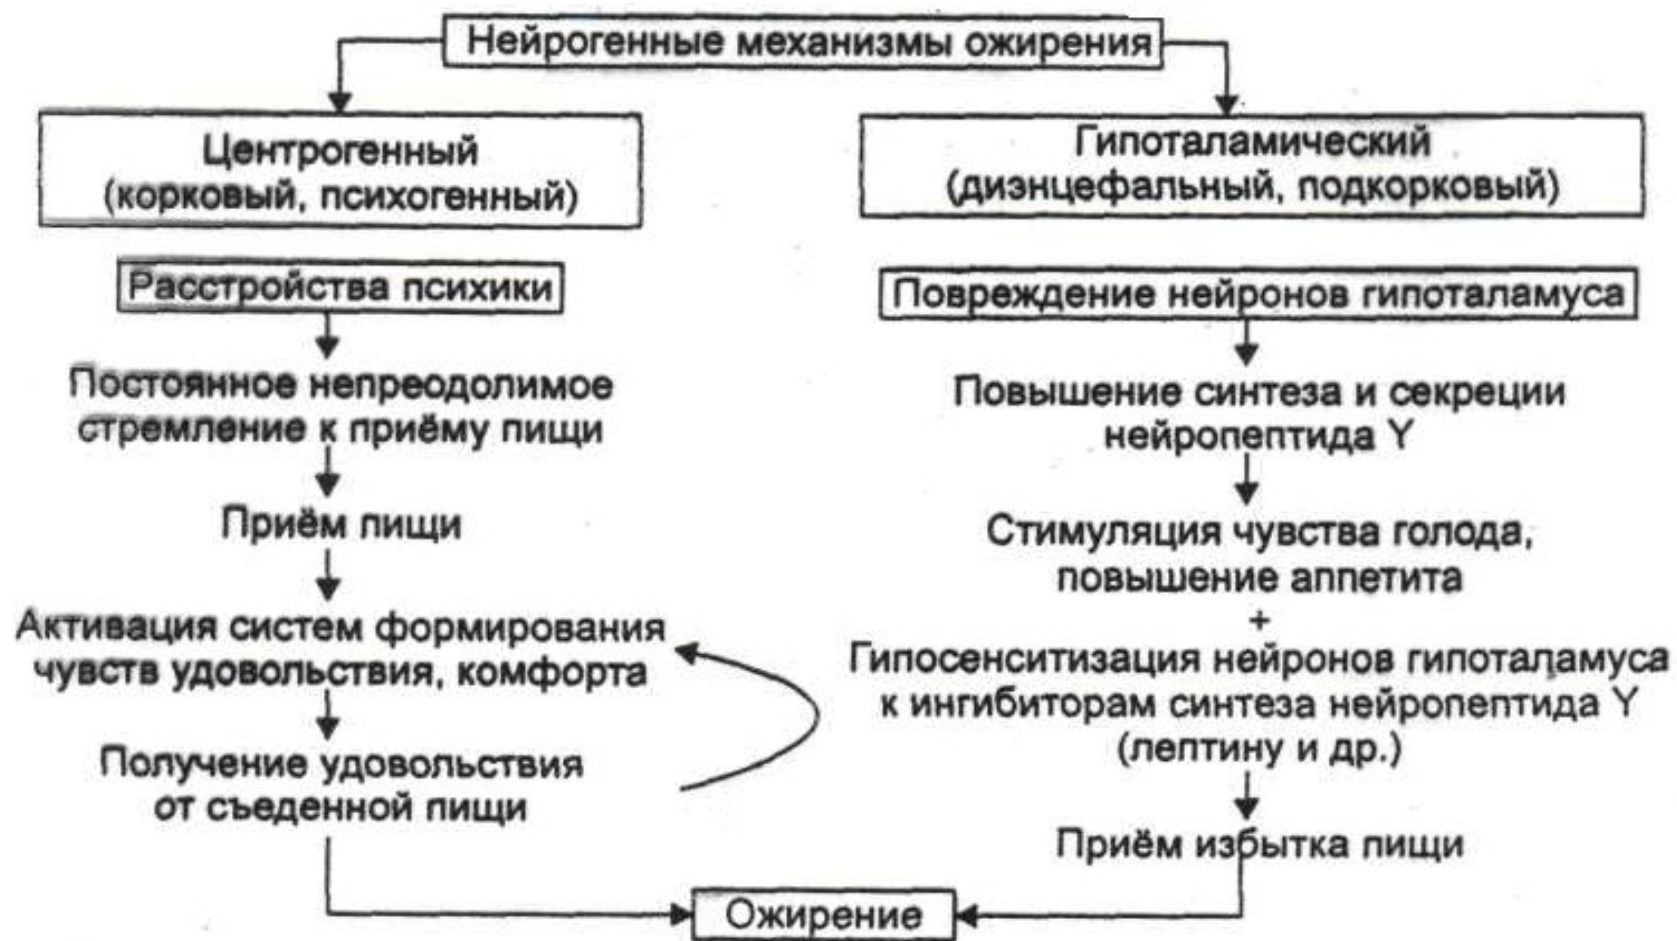 Нейрогенные механизмы ожирения
Центрогенный
(корковый, психогенный)
Расстройства психики
Постоянное непреодолимое
стремление к приёму пищи
Приём пищи
Активация систем формирования
чувств удовольствия, комфорта
Получение удовольствия
от съеденной пищи
Гипоталамический
(диэнцефальный, подкорковый)
Повреждение нейронов гипоталамуса
Повышение синтеза и секреции
нейропептида Y
Стимуляция чувства голода,
повышение аппетита
+
Гипосенситизация нейронов гипоталамуса
к ингибиторам синтеза нейропептида Y
(лептину и др.)
Приём избытка пищи
Ожирение